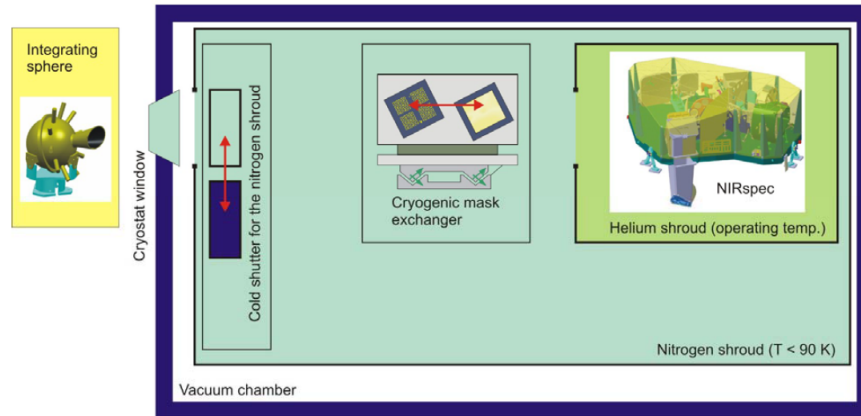 Integrating
sphere
Cryostat window
Cold shutter for the nitrogen shroud
Cryogenic mask
exchanger
NIRspec
Helium shroud (operating temp.)
Nitrogen shroud (T < 90 K)
Vacuum chamber